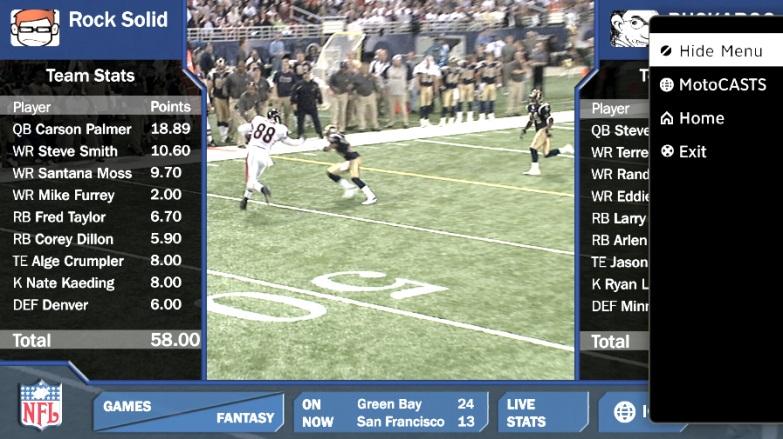 Rock Solid
Team Stats
Player Points
QB Carson Palmer 18.89
WR Steve Smith 10.60
WR Santana Moss 9.70
WR Mike Furrey 2.00
RB Fred Taylor 6.70
RB Corey Dillon 5.90
TE Alge Crumpler 8.00
K Nate Kaeding 8.00
DEF Denver 6.00
Total 58.00
88
50
Player
QB Steve
WR Terre
WR Rand
WR Eddie
RB Larry
RB Arlen
TE Jason
K Ryan L
DEF Minn
Total
Hide Menu
MotoCASTS
Home
Exit
NFL
GAMES
FANTASY
ON NOW
Green Bay 24
San Francisco 13
LIVE STATS